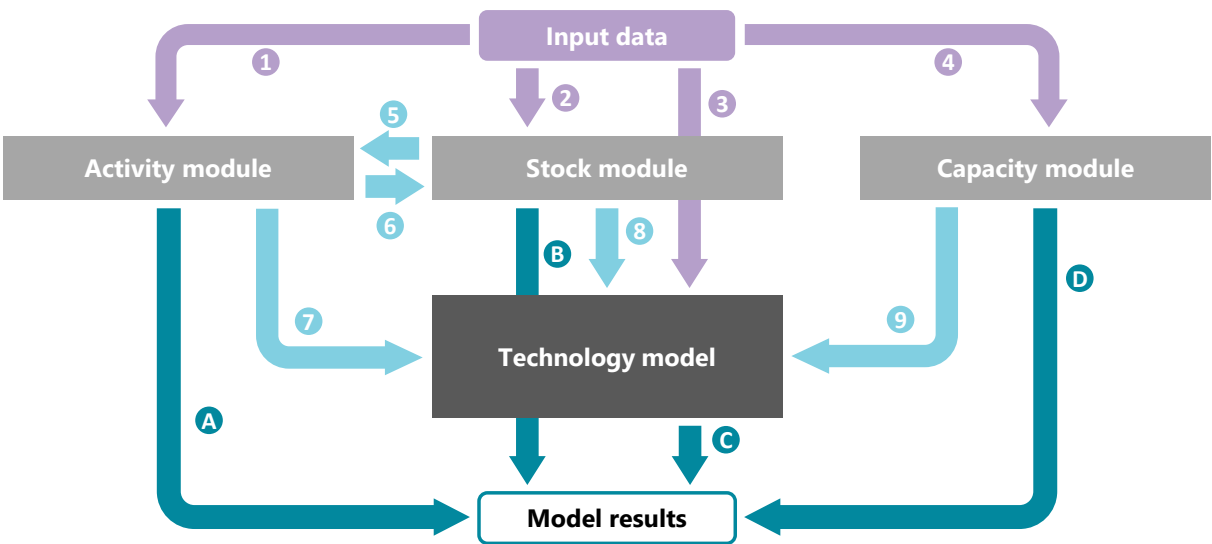 Input data
1
4
2
3
5
Activity module
Stock module
Capacity module
6
8
B
D
7
9
Technology model
A
C
Model results